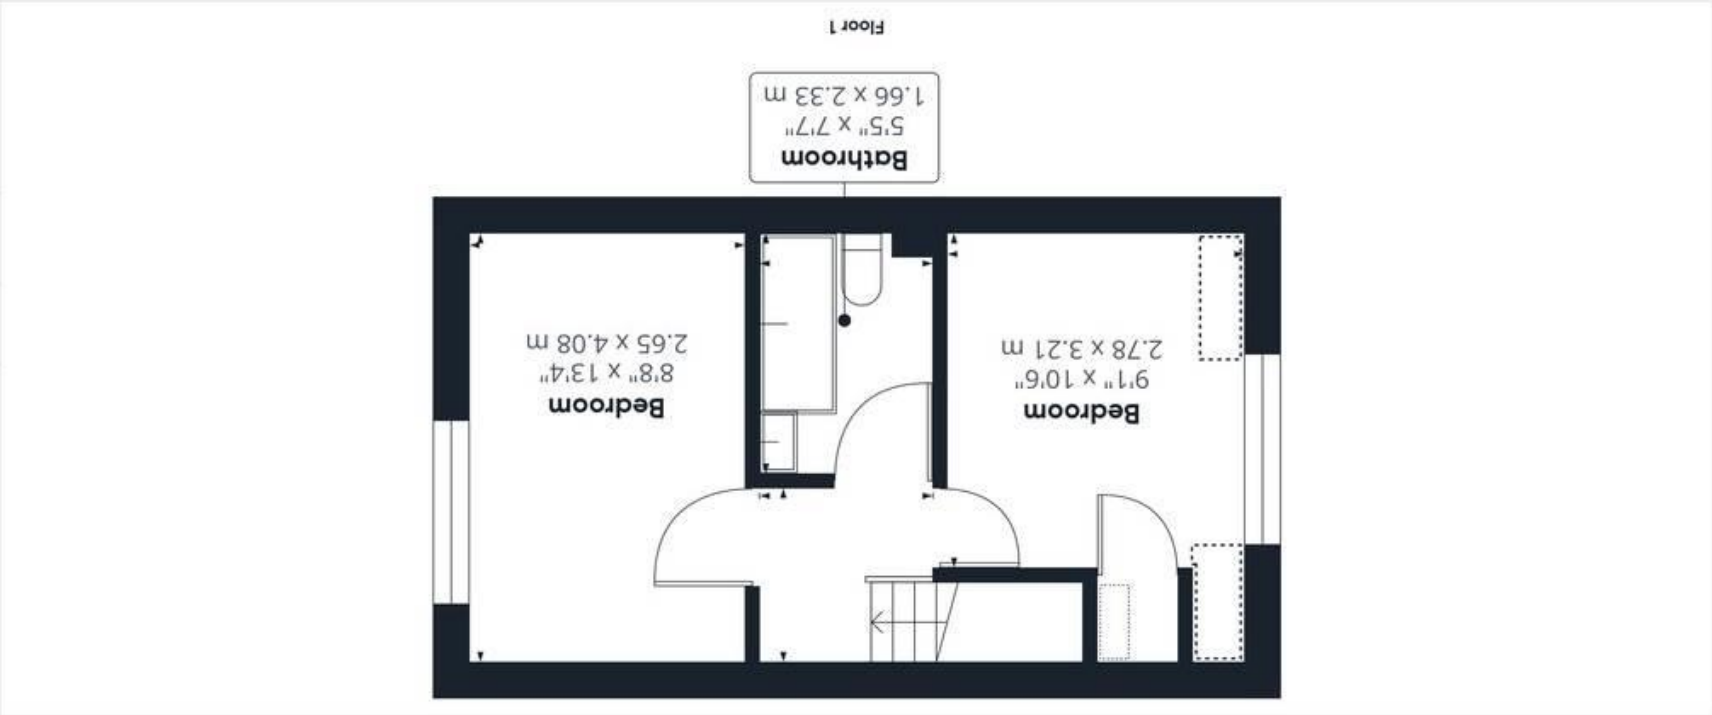 Bedroom
9'1" x 10'6"
2.78 x 3.21 m
Bedroom
8'8" x 13'4"
2.65 x 4.08 m
Bathroom
5'5" x 7'7"
1.66 x 2.33 m
Floor 1